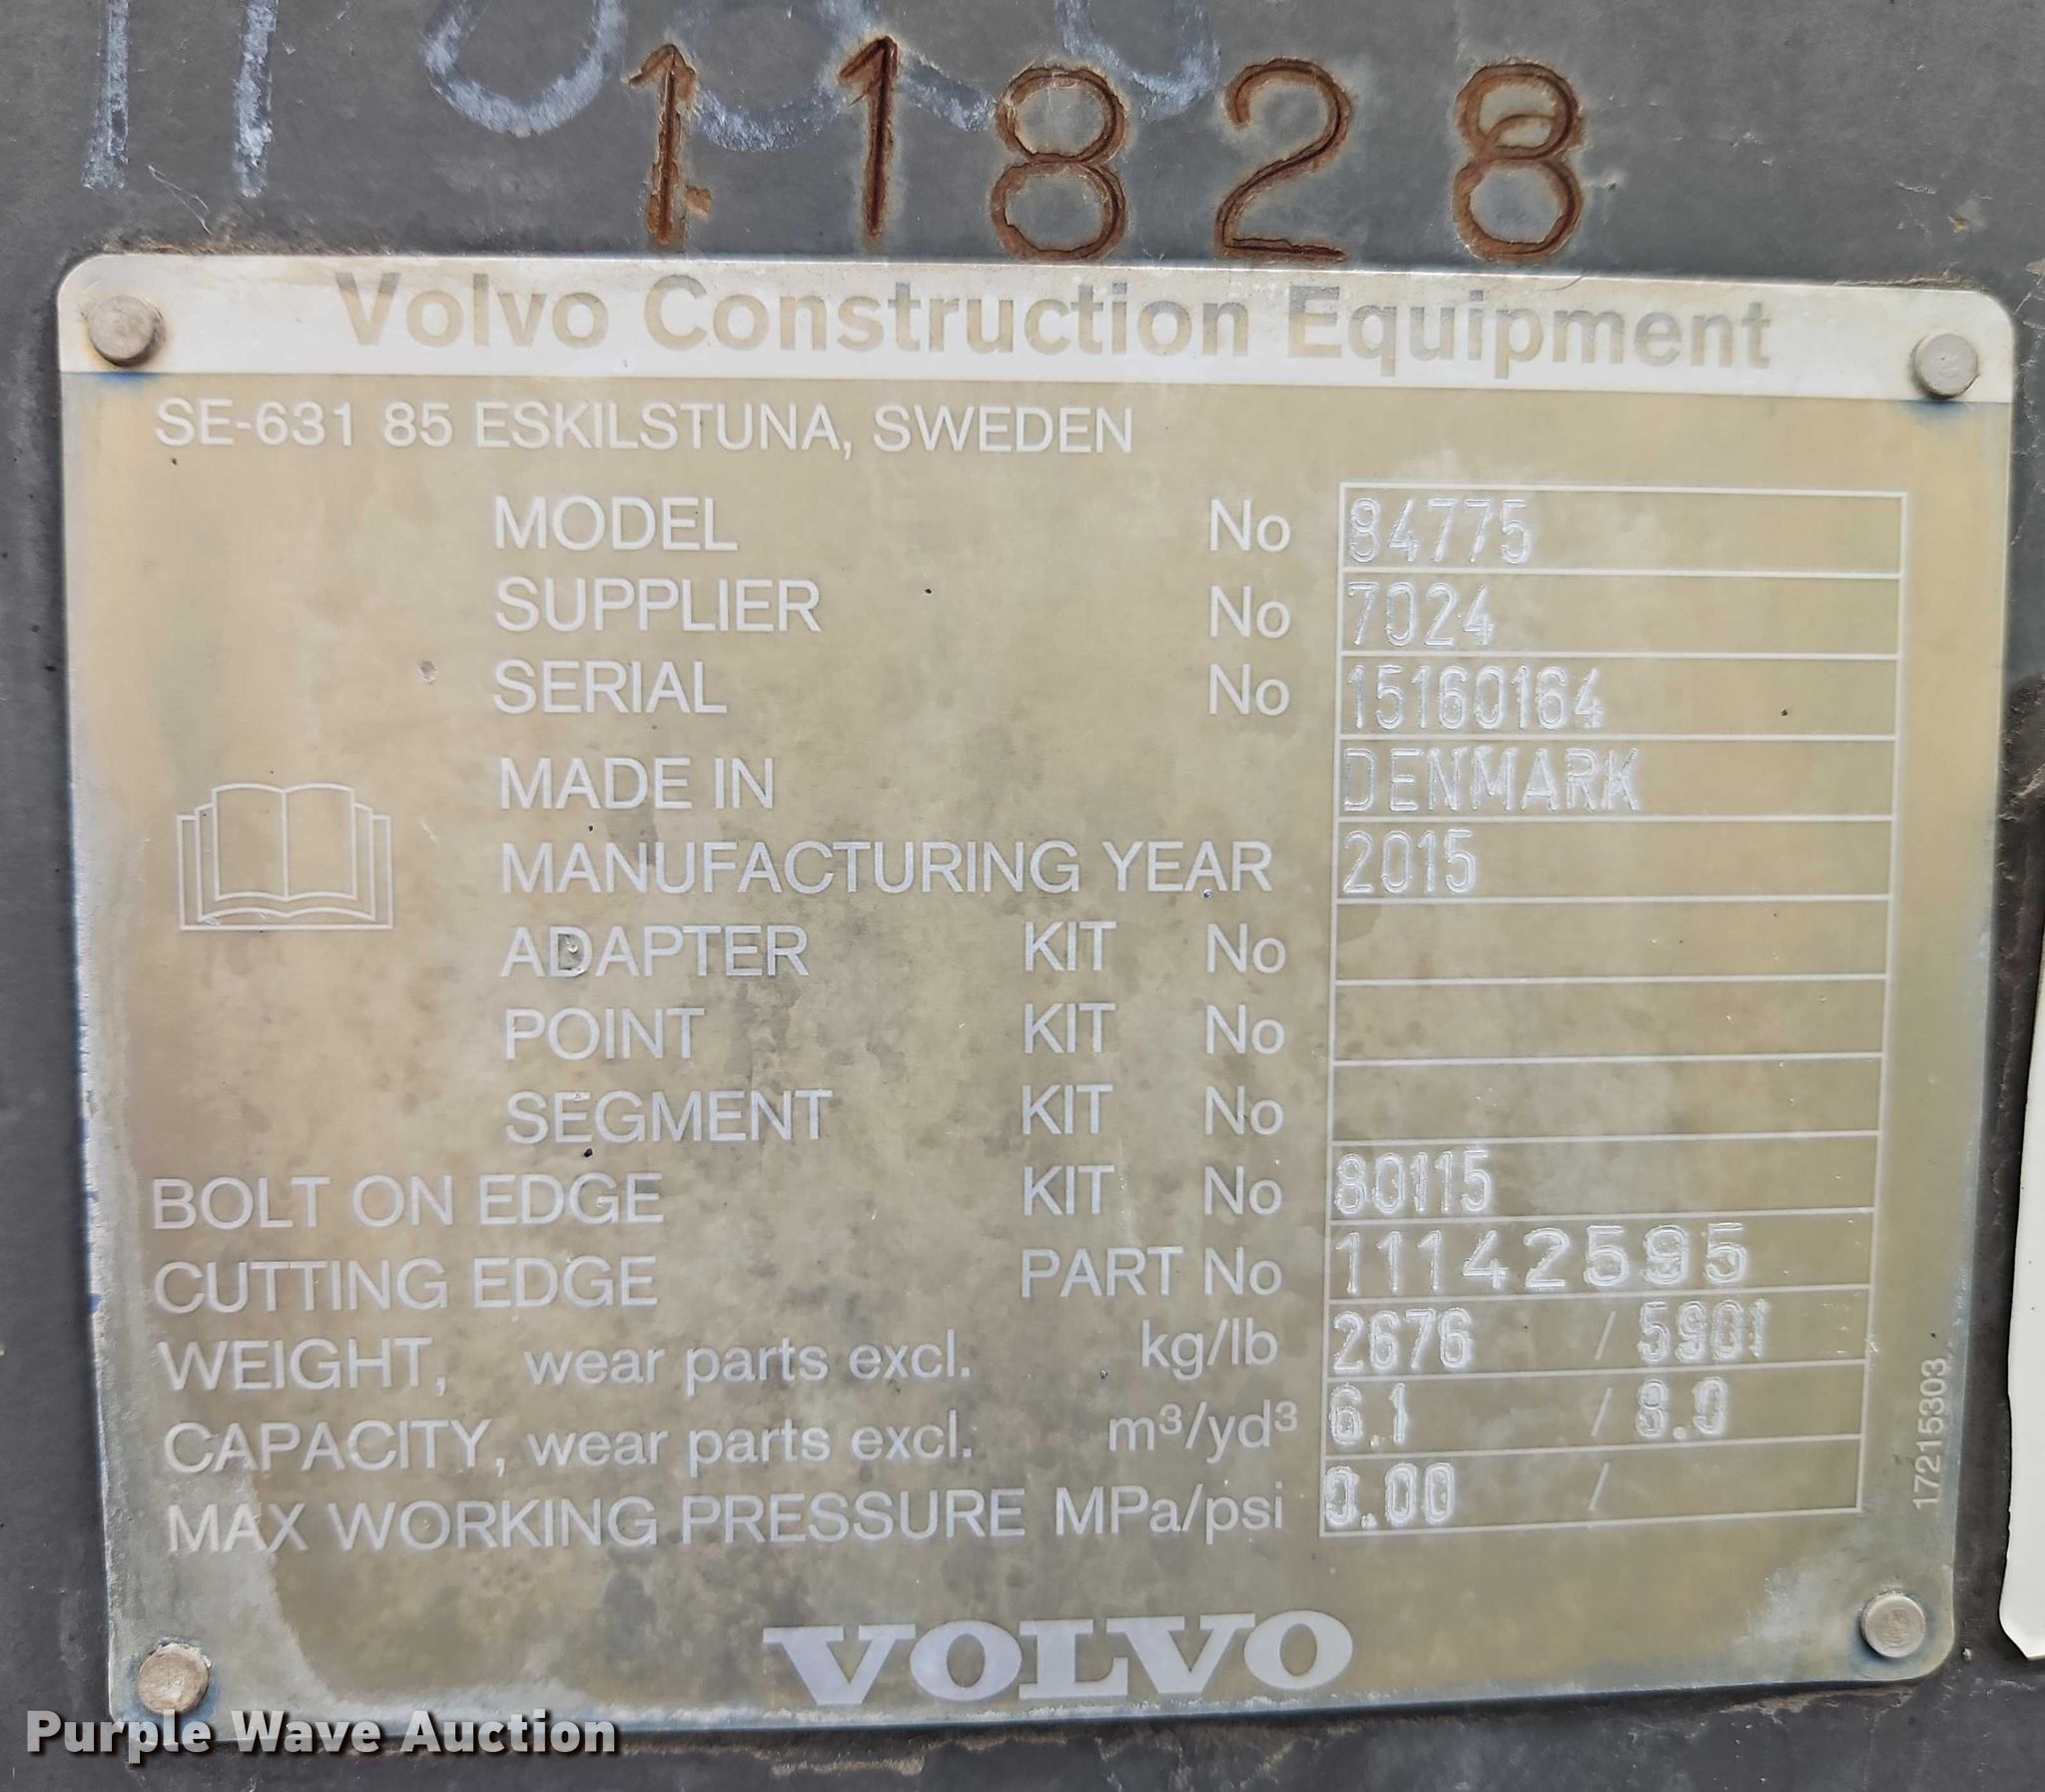 11828
Volvo Construction Equipment
SE-631 85 ESKILSTUNA, SWEDEN
MODEL No 84775
SUPPLIER No 7024
SERIAL No 15160164
MADE IN DENMARK
MANUFACTURING YEAR 2015
ADAPTER KIT No
POINT KIT No
SEGMENT KIT No
BOLT ON EDGE KIT No 80115
CUTTING EDGE PART No 11142595
WEIGHT, wear parts excl. kg/lb 2676 / 5901
CAPACITY, wear parts excl. m³/yd³ 6.1 / 8.0
MAX WORKING PRESSURE MPa/psi 0.00 /
17215303
VOLVO
Purple Wave Auction